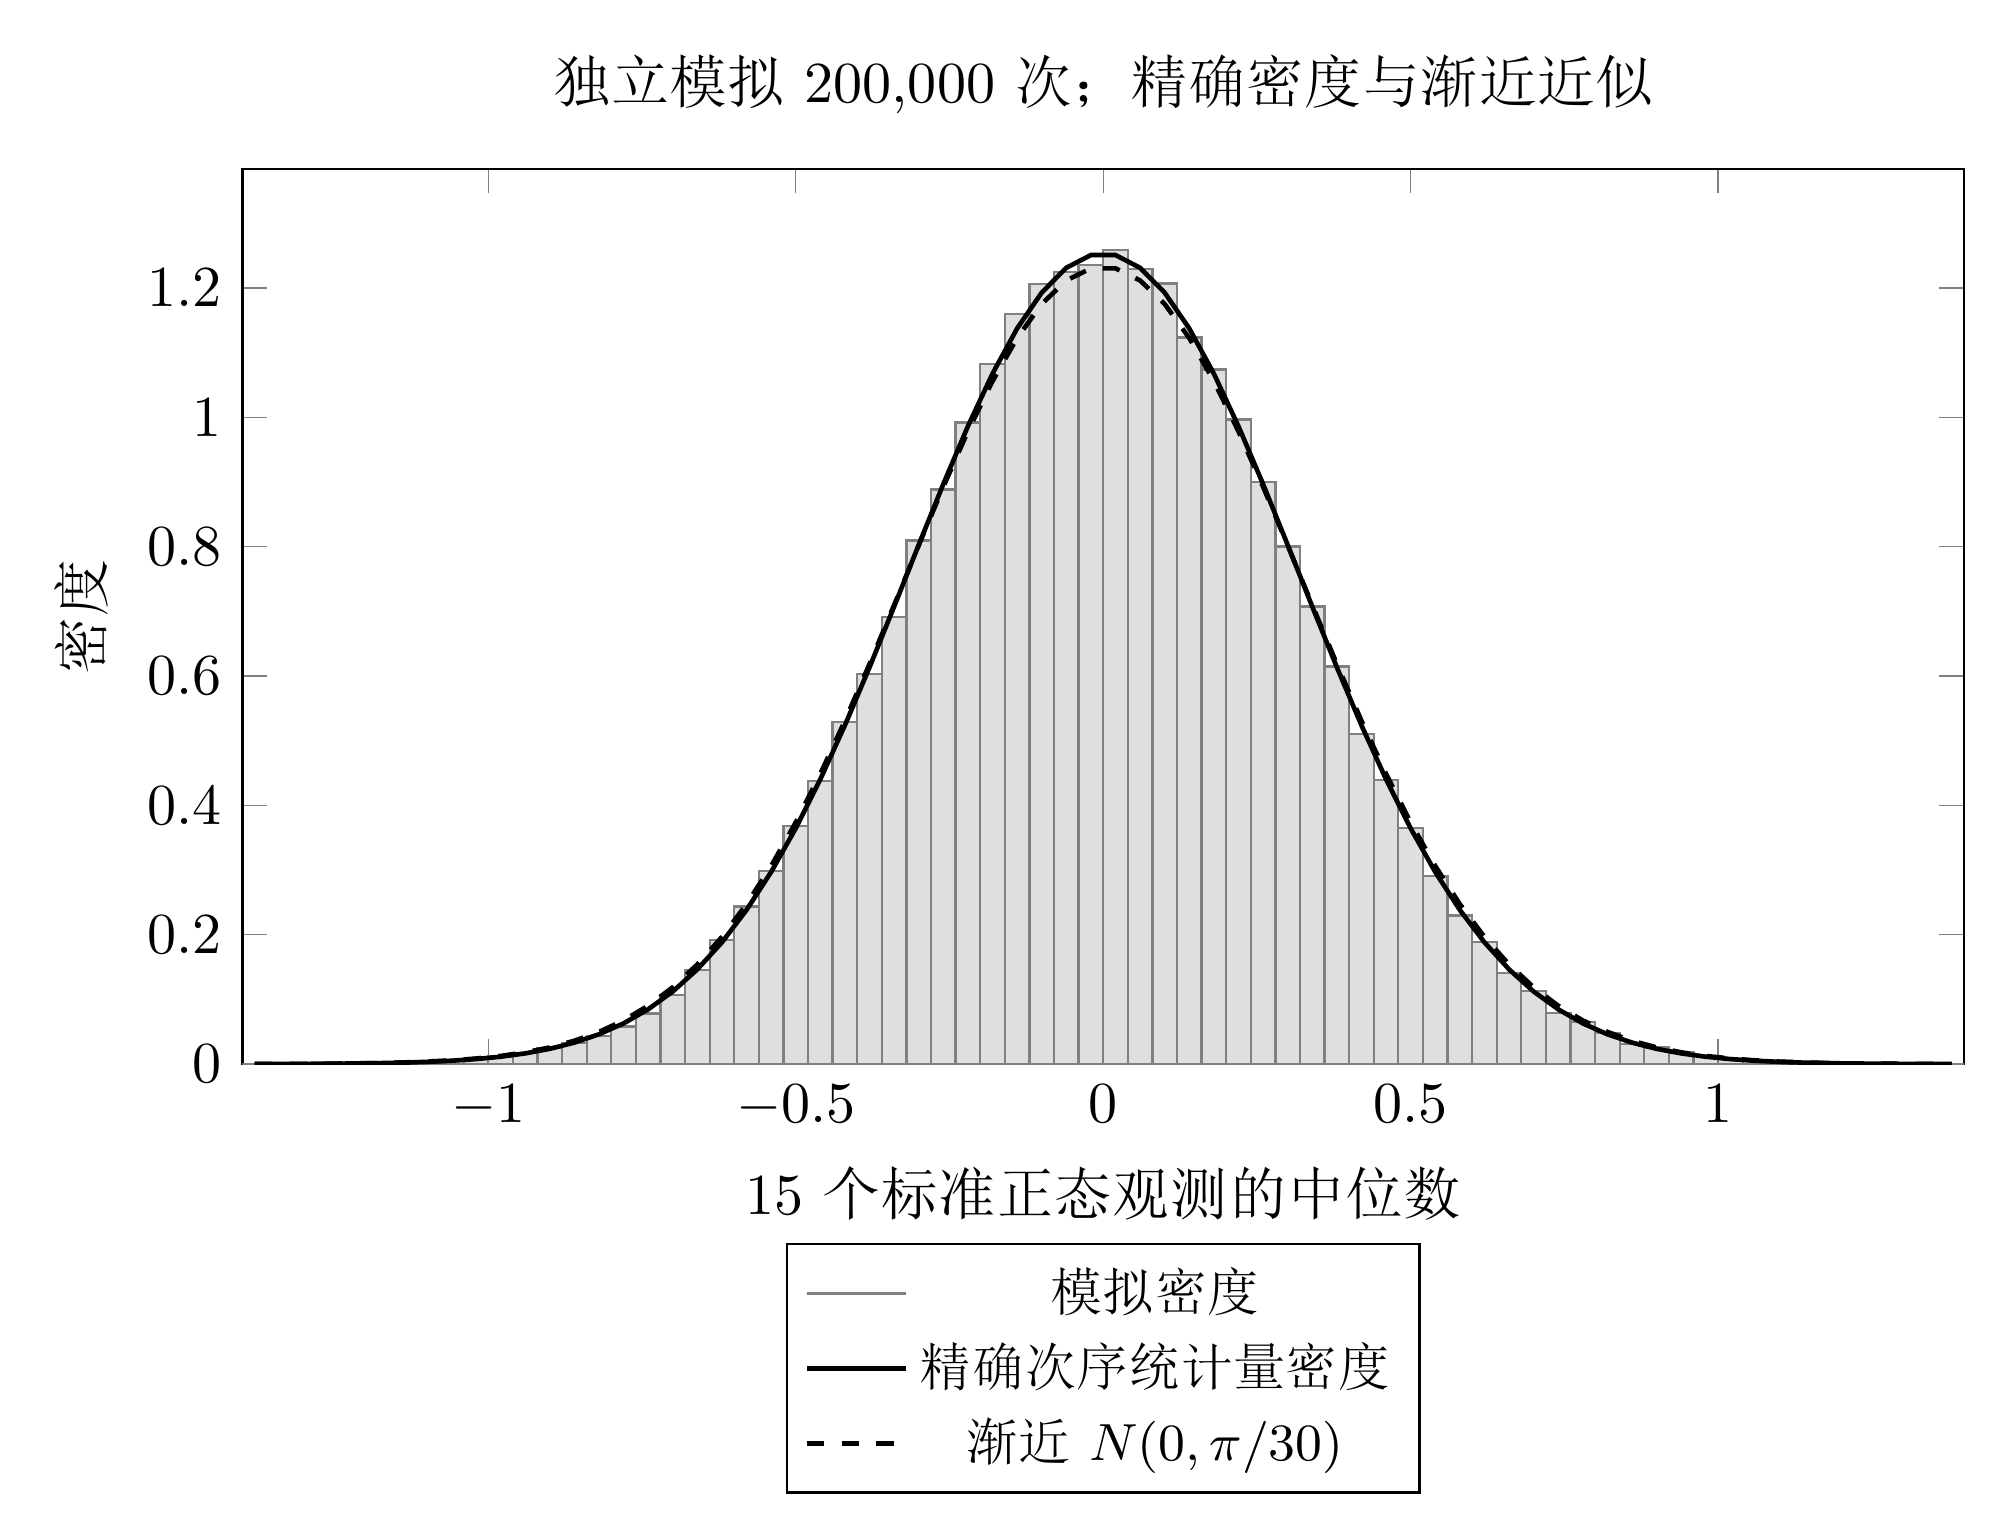 独立模拟 200,000 次；精确密度与渐近近似
1.2
1
0.8
0.6
0.4
0.2
0
密度
−1 −0.5 0 0.5 1
15 个标准正态观测的中位数
模拟密度
精确次序统计量密度
渐近 N(0, π/30)